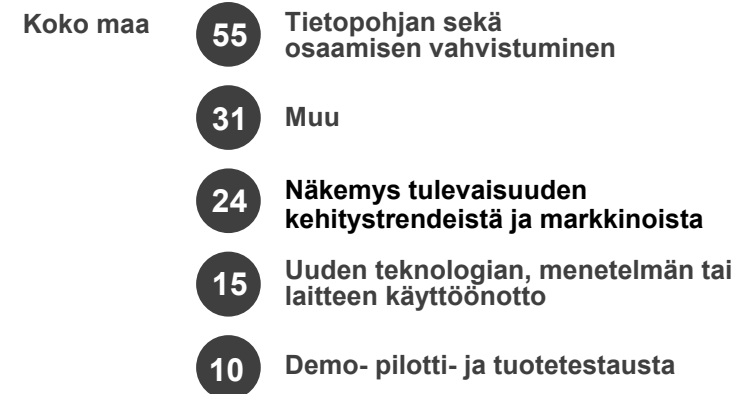 Koko maa
55 Tietopohjan sekä
osaamisen vahvistuminen
31 Muu
24 Näkemys tulevaisuuden
kehitystrendeistä ja markkinoista
15 Uuden teknologian, menetelmän tai
laitteen käyttöönotto
10 Demo- pilotti- ja tuotetestausta